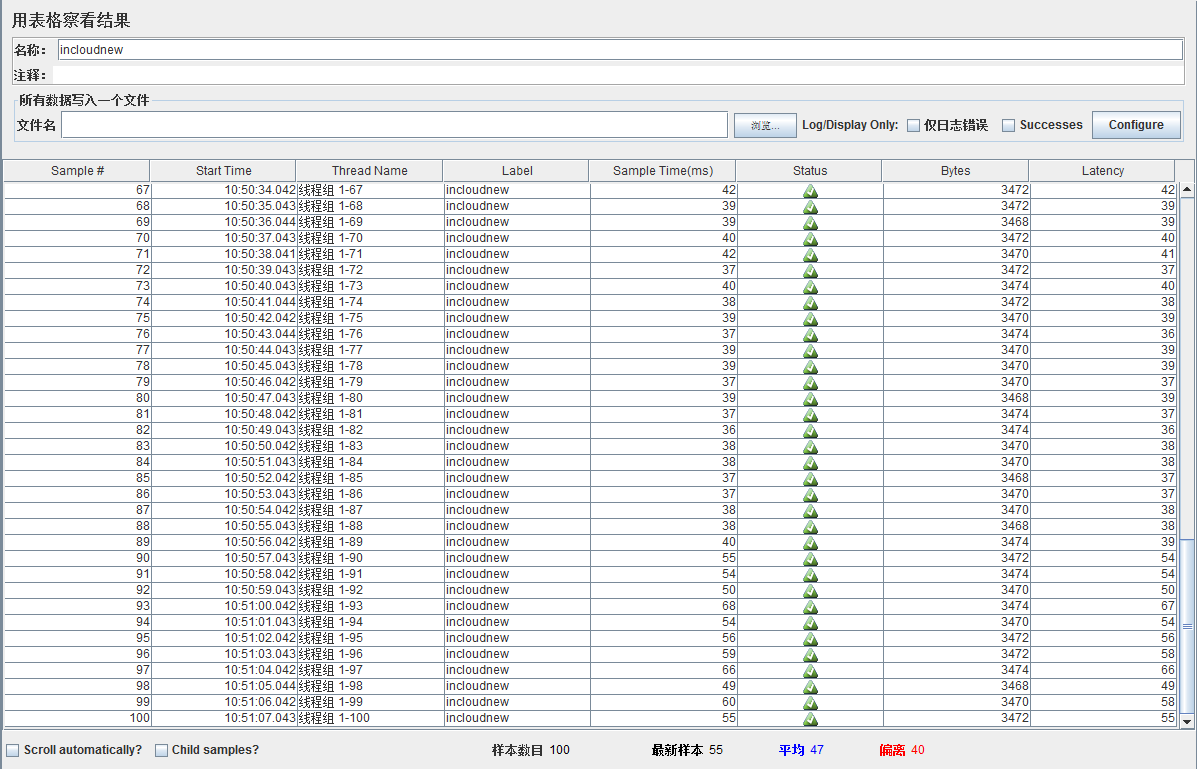 用表格察看结果
名称： incloudnew
注释：
所有数据写入一个文件
文件名 浏览... Log/Display Only: 仅日志错误 Successes Configure
Sample # Start Time Thread Name Label Sample Time(ms) Status Bytes Latency
67 10:50:34.042 线程组 1-67 incloudnew 42 3472 42
68 10:50:35.043 线程组 1-68 incloudnew 39 3472 39
69 10:50:36.044 线程组 1-69 incloudnew 39 3468 39
70 10:50:37.043 线程组 1-70 incloudnew 40 3472 40
71 10:50:38.041 线程组 1-71 incloudnew 42 3470 41
72 10:50:39.043 线程组 1-72 incloudnew 37 3472 37
73 10:50:40.043 线程组 1-73 incloudnew 40 3474 40
74 10:50:41.044 线程组 1-74 incloudnew 38 3472 38
75 10:50:42.042 线程组 1-75 incloudnew 39 3470 39
76 10:50:43.044 线程组 1-76 incloudnew 37 3474 36
77 10:50:44.043 线程组 1-77 incloudnew 39 3470 39
78 10:50:45.043 线程组 1-78 incloudnew 39 3470 39
79 10:50:46.042 线程组 1-79 incloudnew 37 3470 37
80 10:50:47.043 线程组 1-80 incloudnew 39 3468 39
81 10:50:48.042 线程组 1-81 incloudnew 37 3474 37
82 10:50:49.043 线程组 1-82 incloudnew 36 3474 36
83 10:50:50.042 线程组 1-83 incloudnew 38 3470 38
84 10:50:51.043 线程组 1-84 incloudnew 38 3470 38
85 10:50:52.042 线程组 1-85 incloudnew 37 3468 37
86 10:50:53.043 线程组 1-86 incloudnew 37 3470 37
87 10:50:54.042 线程组 1-87 incloudnew 38 3470 38
88 10:50:55.043 线程组 1-88 incloudnew 38 3468 38
89 10:50:56.042 线程组 1-89 incloudnew 40 3474 39
90 10:50:57.043 线程组 1-90 incloudnew 55 3472 54
91 10:50:58.042 线程组 1-91 incloudnew 54 3474 54
92 10:50:59.043 线程组 1-92 incloudnew 50 3470 50
93 10:51:00.042 线程组 1-93 incloudnew 68 3474 67
94 10:51:01.043 线程组 1-94 incloudnew 54 3470 54
95 10:51:02.042 线程组 1-95 incloudnew 56 3472 56
96 10:51:03.043 线程组 1-96 incloudnew 59 3472 58
97 10:51:04.042 线程组 1-97 incloudnew 66 3474 66
98 10:51:05.044 线程组 1-98 incloudnew 49 3468 49
99 10:51:06.042 线程组 1-99 incloudnew 60 3470 58
100 10:51:07.043 线程组 1-100 incloudnew 55 3472 55
Scroll automatically? Child samples? 样本数目 100 最新样本 55 平均 47 偏离 40